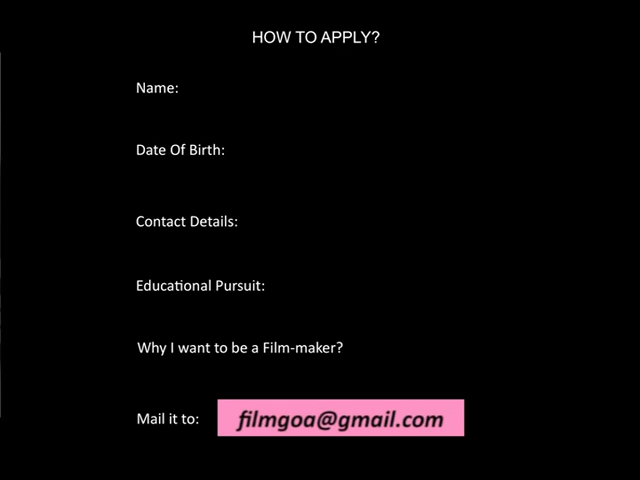 HOW TO APPLY?
Name:
Date Of Birth:
Contact Details:
Educational Pursuit:
Why I want to be a Film-maker?
Mail it to: filmgoa@gmail.com